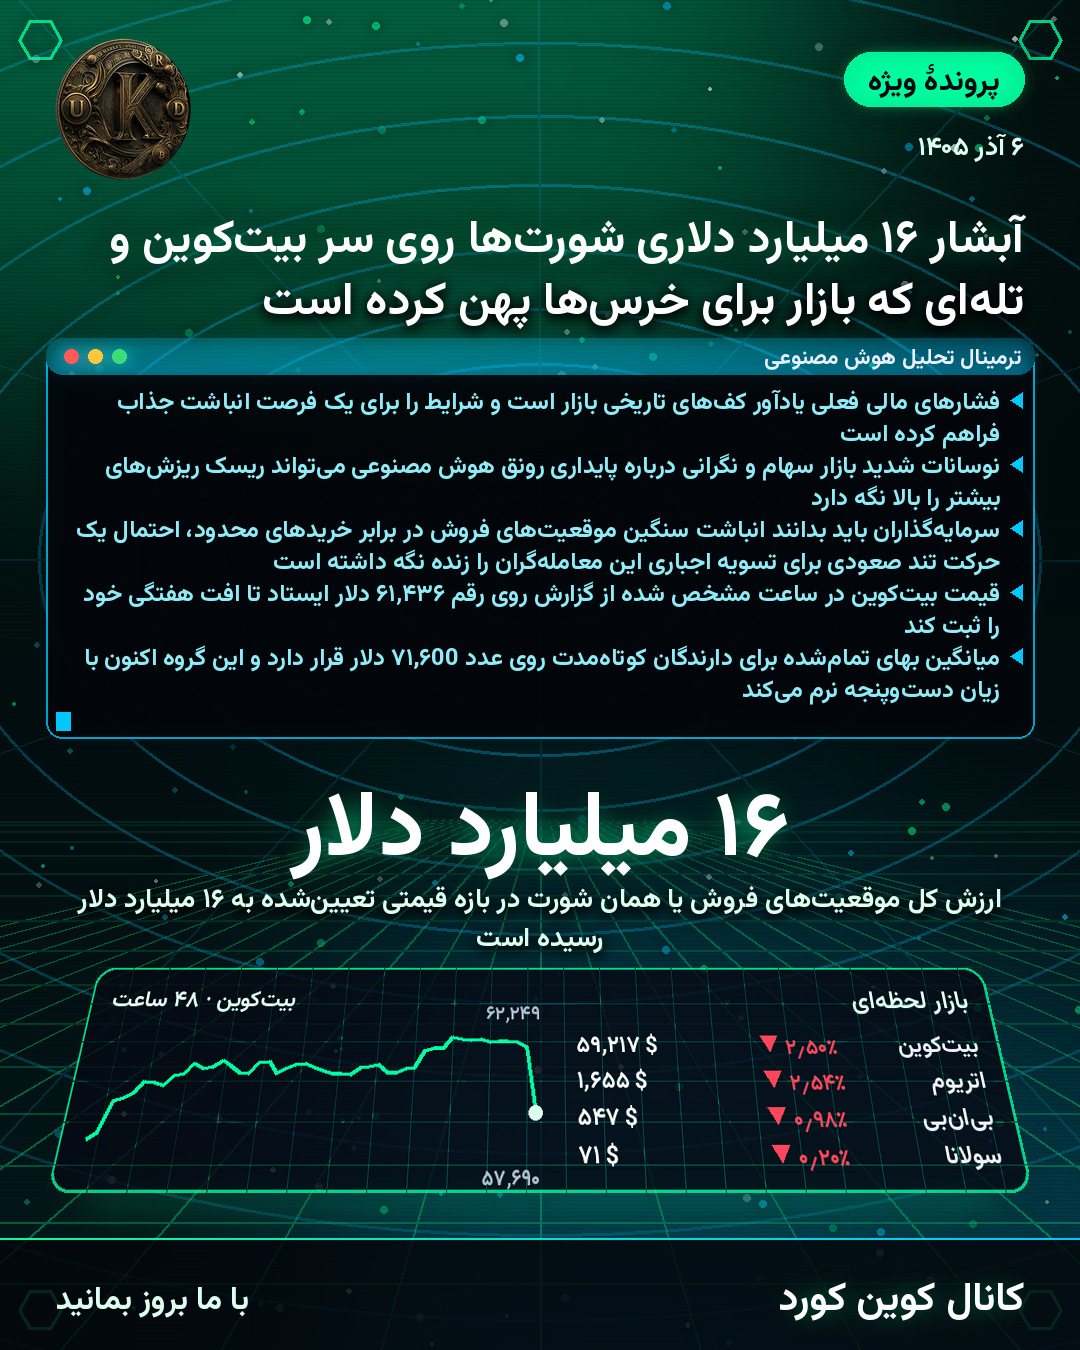 پروندهٔ ویژه
۶ آذر ۱۴۰۵
آبشار ۱۶ میلیارد دلاری شورت‌ها روی سر بیت‌کوین و
تله‌ای که بازار برای خرس‌ها پهن کرده است
ترمینال تحلیل هوش مصنوعی
فشارهای مالی فعلی یادآور کف‌های تاریخی بازار است و شرایط را برای یک فرصت انباشت جذاب
فراهم کرده است
نوسانات شدید بازار سهام و نگرانی درباره پایداری رونق هوش مصنوعی می‌تواند ریسک ریزش‌های
بیشتر را بالا نگه دارد
سرمایه‌گذاران باید بدانند انباشت سنگین موقعیت‌های فروش در برابر خریدهای محدود، احتمال یک
حرکت تند صعودی برای تسویه اجباری این معامله‌گران را زنده نگه داشته است
قیمت بیت‌کوین در ساعت مشخص شده از گزارش روی رقم ۶۱,۴۳۶ دلار ایستاد تا افت هفتگی خود
را ثبت کند
میانگین بهای تمام‌شده برای دارندگان کوتاه‌مدت روی عدد ۷۱,۶00 دلار قرار دارد و این گروه اکنون با
زیان دست‌وپنجه نرم می‌کند
۱۶ میلیارد دلار
ارزش کل موقعیت‌های فروش یا همان شورت در بازه قیمتی تعیین‌شده به ۱۶ میلیارد دلار
رسیده است
بازار لحظه‌ای
بیت‌کوین ▼ ۲٫۵۰٪ ۵۹,۲۱۷ $
اتریوم ▼ ۲٫۵۴٪ ۱,۶۵۵ $
بی‌ان‌بی ▼ ۰٫۹۸٪ ۵۴۷ $
سولانا ▼ ۰٫۲۰٪ ۷۱ $
بیت‌کوین · ۴۸ ساعت
۶۲,۲۴۹
۵۷,۶۹۰
کانال کوین کورد
با ما بروز بمانید